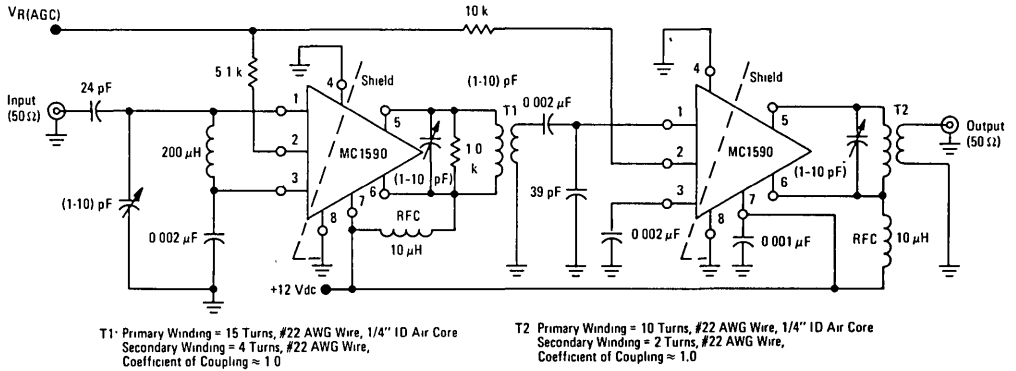 VR(AGC)
10 k
5 1 k
4
Shield
(1-10) pF
4
Shield
24 pF
Input
(50 Ω)
1
2
3
MC1590
5
6
7
8
T1
0 002 μF
1
2
3
MC1590
5
6
7
8
T2
Output
(50 Ω)
200 μH
1 0
k
(1-10 pF)
(1-10 pF)
(1-10) pF
39 pF
0 002 μF
RFC
10 μH
0 002 μF
0 001 μF
RFC
10 μH
+12 Vdc
T1· Primary Winding = 15 Turns, #22 AWG Wire, 1/4" ID Air Core
Secondary Winding = 4 Turns, #22 AWG Wire,
Coefficient of Coupling ≈ 1 0
T2 Primary Winding = 10 Turns, #22 AWG Wire, 1/4" ID Air Core
Secondary Winding = 2 Turns, #22 AWG Wire,
Coefficient of Coupling ≈ 1.0